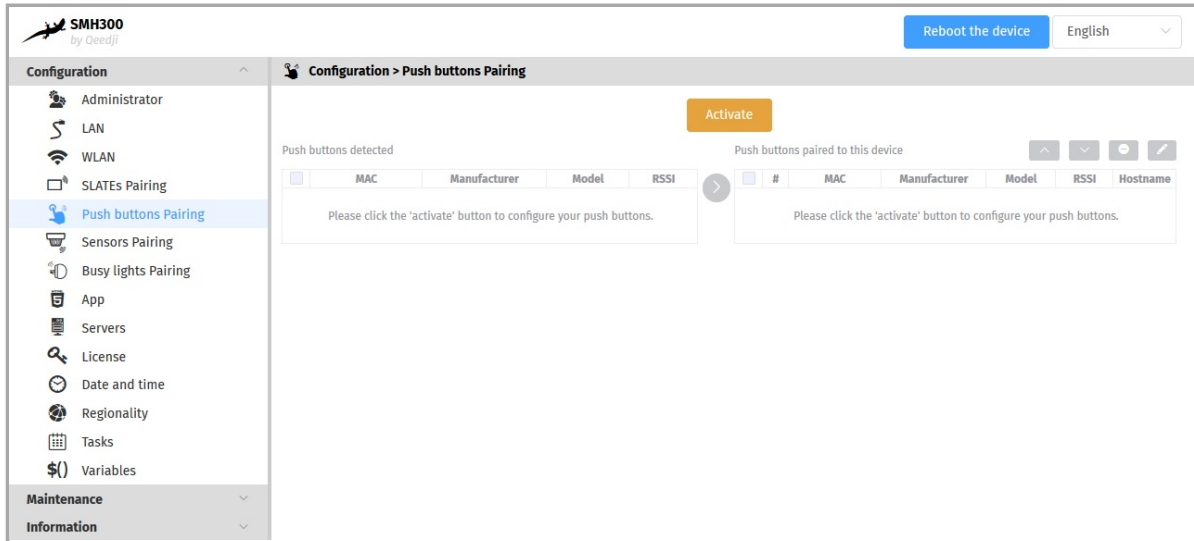 SMH300
by Qeedji
Reboot the device
English
Configuration
Administrator
LAN
WLAN
SLATEs Pairing
Push buttons Pairing
Sensors Pairing
Busy lights Pairing
App
Servers
License
Date and time
Regionality
Tasks
$() Variables
Maintenance
Information
Configuration > Push buttons Pairing
Activate
Push buttons detected
MAC Manufacturer Model RSSI
Please click the 'activate' button to configure your push buttons.
Push buttons paired to this device
# MAC Manufacturer Model RSSI Hostname
Please click the 'activate' button to configure your push buttons.